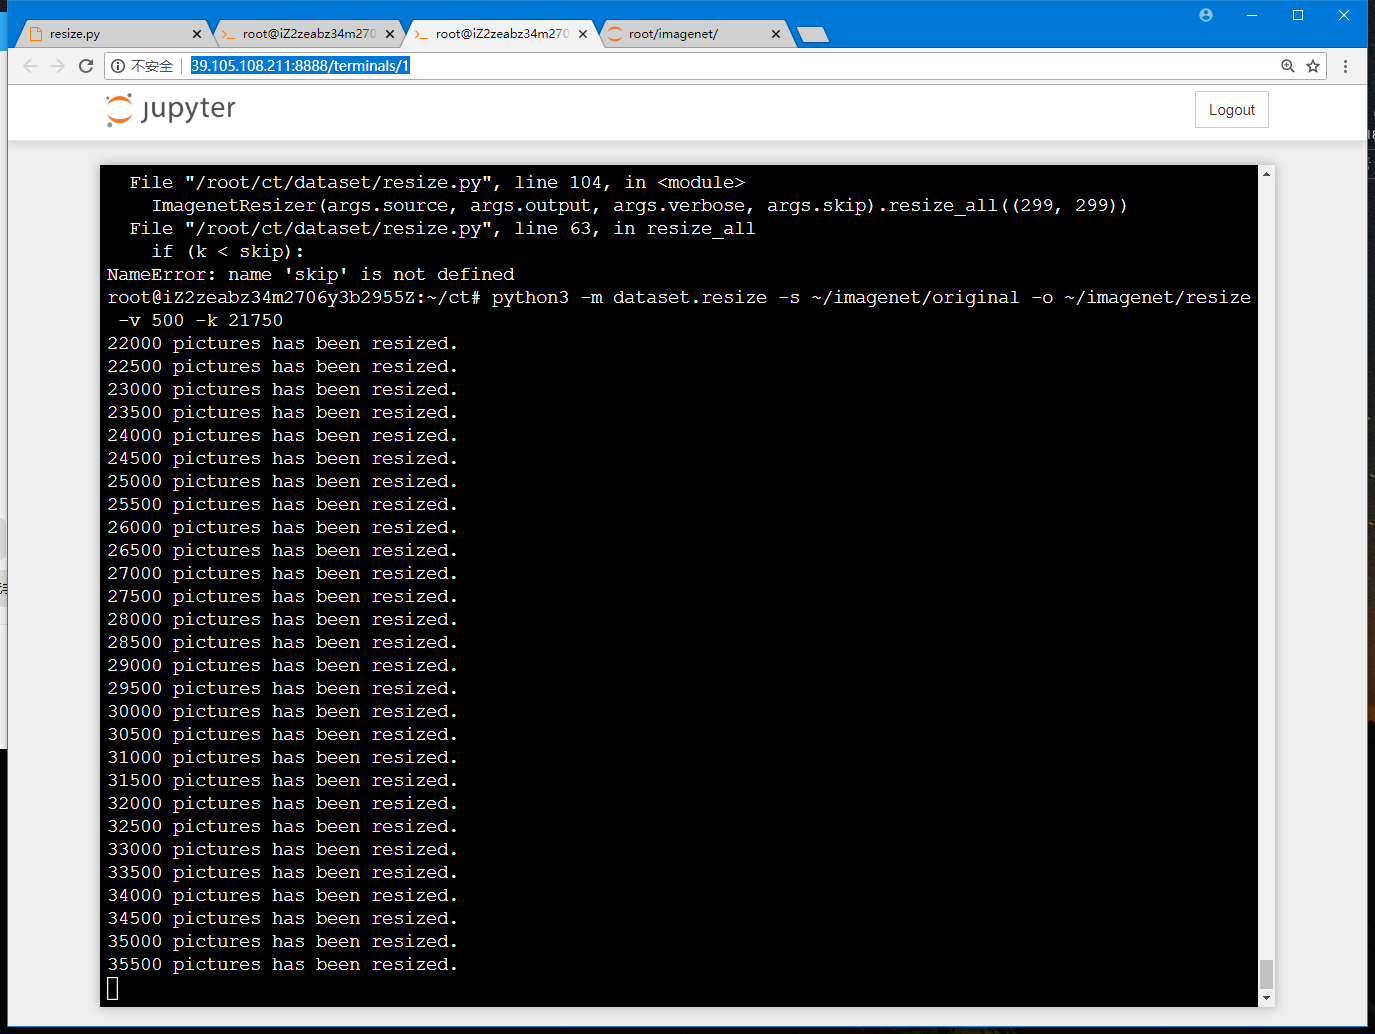 resize.py
root@iZ2zeabz34m270
root@iZ2zeabz34m270
root/imagenet/
不安全
39.105.108.211:8888/terminals/1
jupyter
Logout
File "/root/ct/dataset/resize.py", line 104, in <module>
ImagenetResizer(args.source, args.output, args.verbose, args.skip).resize_all((299, 299))
File "/root/ct/dataset/resize.py", line 63, in resize_all
if (k < skip):
NameError: name 'skip' is not defined
root@iZ2zeabz34m2706y3b2955Z:~/ct# python3 -m dataset.resize -s ~/imagenet/original -o ~/imagenet/resize
-v 500 -k 21750
22000 pictures has been resized.
22500 pictures has been resized.
23000 pictures has been resized.
23500 pictures has been resized.
24000 pictures has been resized.
24500 pictures has been resized.
25000 pictures has been resized.
25500 pictures has been resized.
26000 pictures has been resized.
26500 pictures has been resized.
27000 pictures has been resized.
27500 pictures has been resized.
28000 pictures has been resized.
28500 pictures has been resized.
29000 pictures has been resized.
29500 pictures has been resized.
30000 pictures has been resized.
30500 pictures has been resized.
31000 pictures has been resized.
31500 pictures has been resized.
32000 pictures has been resized.
32500 pictures has been resized.
33000 pictures has been resized.
33500 pictures has been resized.
34000 pictures has been resized.
34500 pictures has been resized.
35000 pictures has been resized.
35500 pictures has been resized.